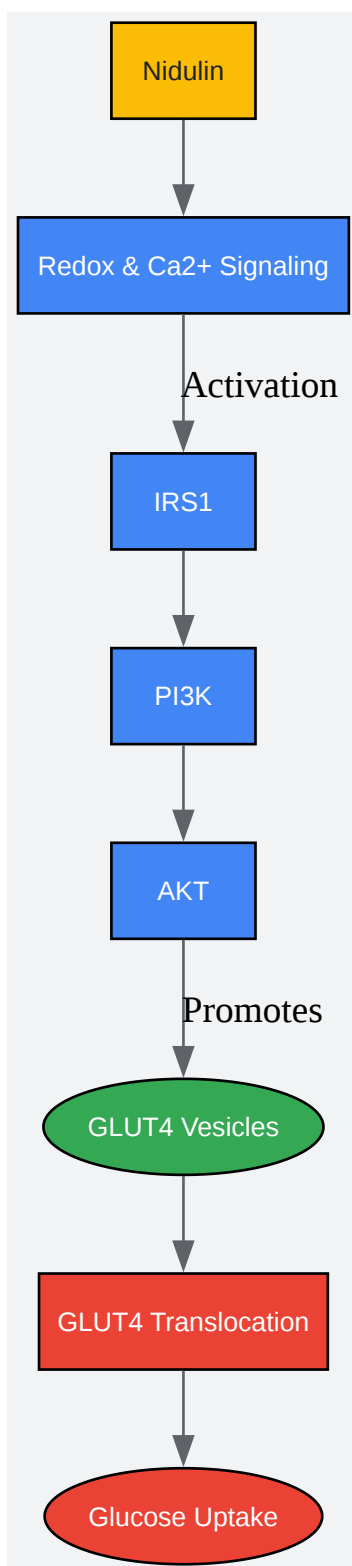 Nidulin
Redox & Ca2+ Signaling
Activation
IRS1
PI3K
AKT
Promotes
GLUT4 Vesicles
GLUT4 Translocation
Glucose Uptake